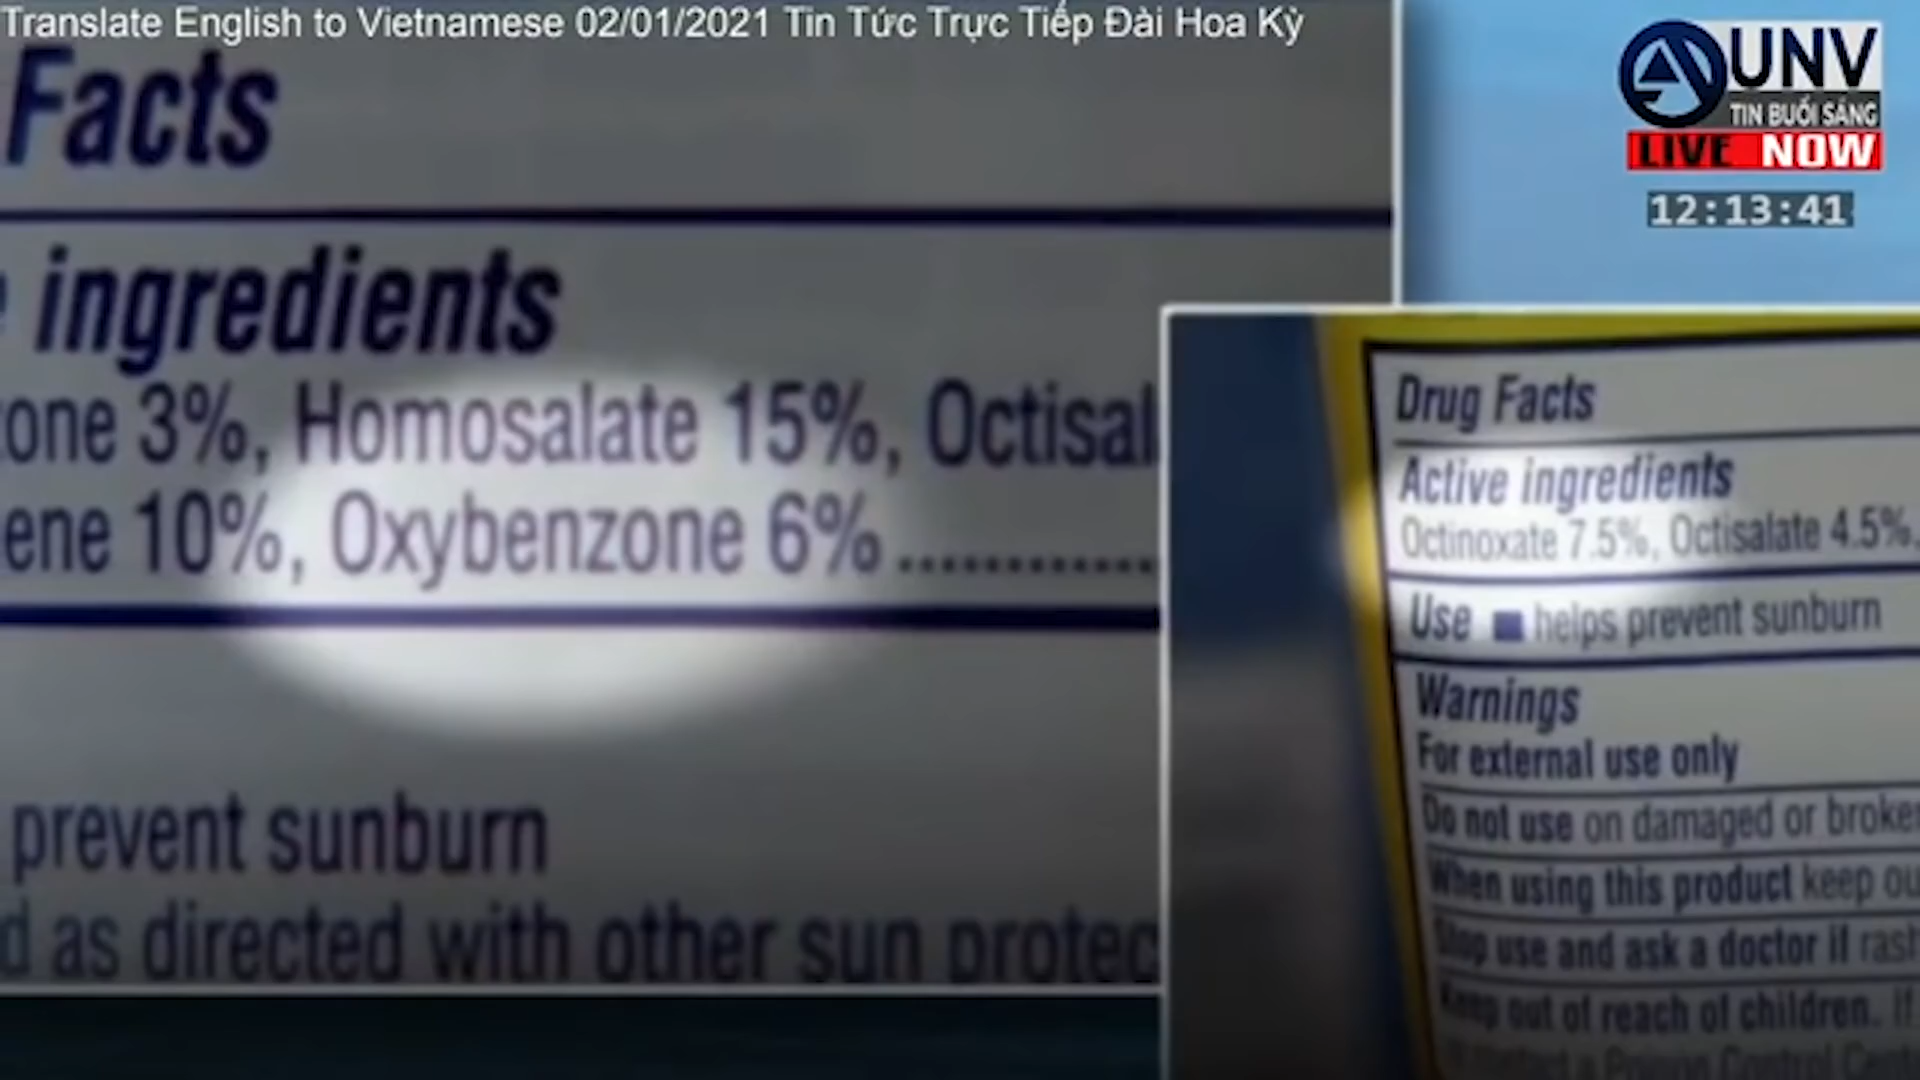 Translate English to Vietnamese 02/01/2021 Tin Tức Trực Tiếp Đài Hoa Kỳ
UNV
TIN BUỔI SÁNG
LIVE NOW
12:13:41
Facts
ingredients
one 3%, Homosalate 15%, Octisal
ene 10%, Oxybenzone 6%
prevent sunburn
d as directed with other sun protec
Drug Facts
Active ingredients
Octinoxate 7.5%, Octisalate 4.5%,
Use ■ helps prevent sunburn
Warnings
For external use only
Do not use on damaged or broken
When using this product keep ou
Stop use and ask a doctor if rash
Keep out of reach of children. If
a Poison Control Cent